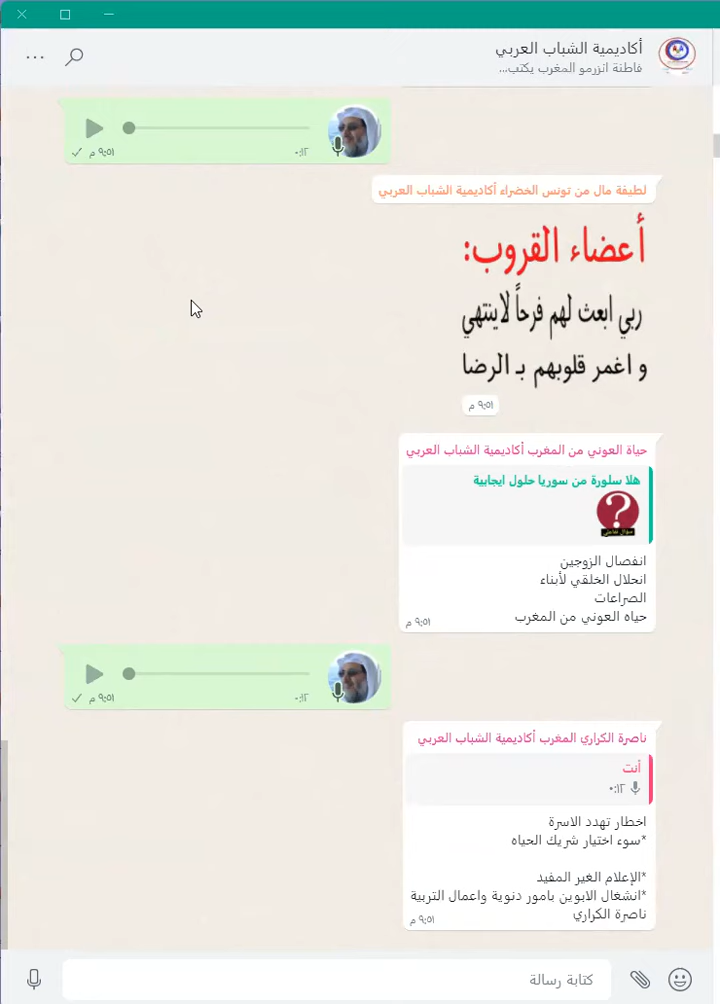 أكاديمية الشباب العربي
فاطنة اتزرمو المغرب يكتب...
٠:١٢
٩:٥١ م
لطيفة مال من تونس الخضراء أكاديمية الشباب العربي
أعضاء القروب:
ربي ابعث لهم فرحاً لاينتهي
و اغمر قلوبهم بـ الرضا
٩:٥١ م
حياة العوني من المغرب أكاديمية الشباب العربي
هلا سلورة من سوريا حلول ايجابية
?
انفصال الزوجين
انحلال الخلقي لأبناء
الصراعات
حياه العوني من المغرب
٩:٥١ م
٠:١٢
٩:٥١ م
ناصرة الكراري المغرب أكاديمية الشباب العربي
أنت
٠:١٢
اخطار تهدد الاسرة
*سوء اختيار شريك الحياه
*الإعلام الغير المفيد
*انشغال الابوين بامور دنوية واعمال التربية
ناصرة الكراري
٩:٥١ م
كتابة رسالة